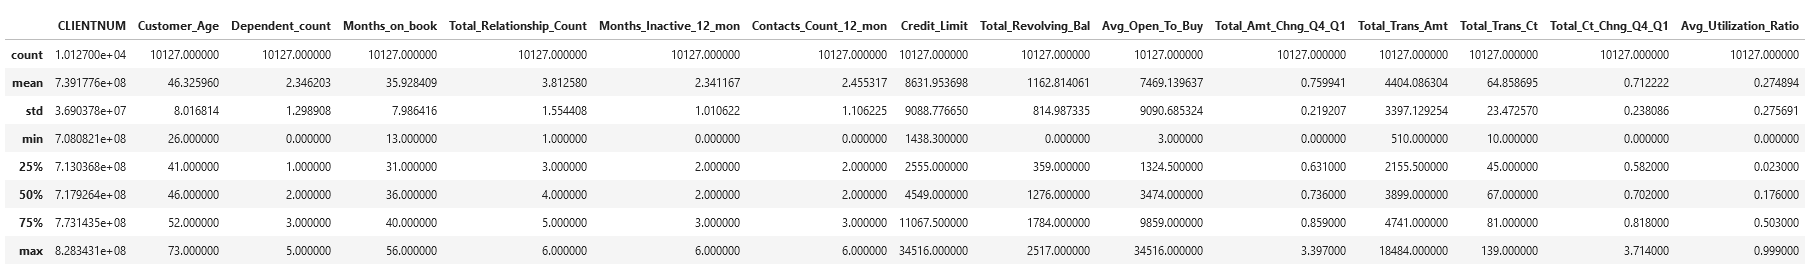 CLIENTNUM Customer_Age Dependent_count Months_on_book Total_Relationship_Count Months_Inactive_12_mon Contacts_Count_12_mon Credit_Limit Total_Revolving_Bal Avg_Open_To_Buy Total_Amt_Chng_Q4_Q1 Total_Trans_Amt Total_Trans_Ct Total_Ct_Chng_Q4_Q1 Avg_Utilization_Ratio
count 1.012700e+04 10127.000000 10127.000000 10127.000000 10127.000000 10127.000000 10127.000000 10127.000000 10127.000000 10127.000000 10127.000000 10127.000000 10127.000000 10127.000000 10127.000000
mean 7.391776e+08 46.325960 2.346203 35.928409 3.812580 2.341167 2.455317 8631.953698 1162.814061 7469.139637 0.759941 4404.086304 64.858695 0.712222 0.274894
std 3.690378e+07 8.016814 1.298908 7.986416 1.554408 1.010622 1.106225 9088.776650 814.987335 9090.685324 0.219207 3397.129254 23.472570 0.238086 0.275691
min 7.080821e+08 26.000000 0.000000 13.000000 1.000000 0.000000 0.000000 1438.300000 0.000000 3.000000 0.000000 510.000000 10.000000 0.000000 0.000000
25% 7.130368e+08 41.000000 1.000000 31.000000 3.000000 2.000000 2.000000 2555.000000 359.000000 1324.500000 0.631000 2155.500000 45.000000 0.582000 0.023000
50% 7.179264e+08 46.000000 2.000000 36.000000 4.000000 2.000000 2.000000 4549.000000 1276.000000 3474.000000 0.736000 3899.000000 67.000000 0.702000 0.176000
75% 7.731435e+08 52.000000 3.000000 40.000000 5.000000 3.000000 3.000000 11067.500000 1784.000000 9859.000000 0.859000 4741.000000 81.000000 0.818000 0.503000
max 8.283431e+08 73.000000 5.000000 56.000000 6.000000 6.000000 6.000000 34516.000000 2517.000000 34516.000000 3.397000 18484.000000 139.000000 3.714000 0.999000